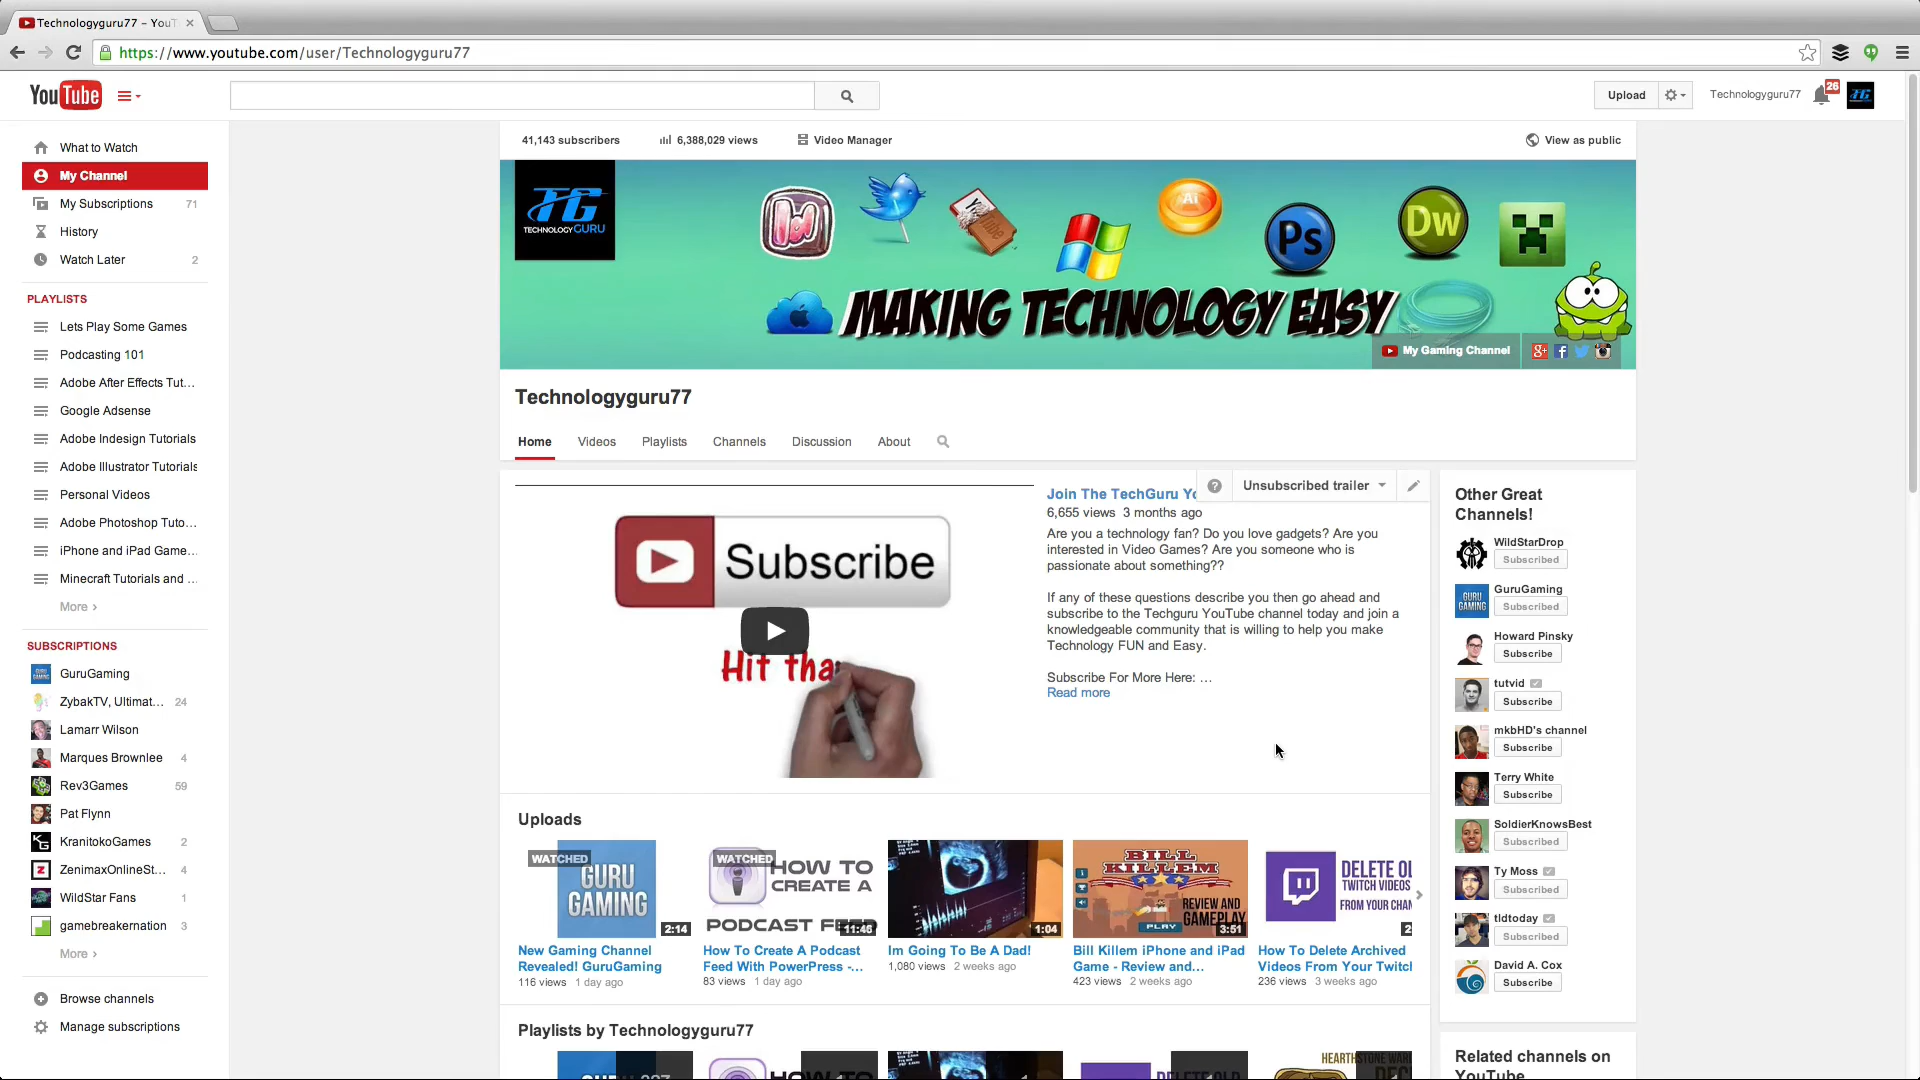 Technologyguru77 - YouT
https://www.youtube.com/user/Technologyguru77
YouTube
Upload
Technologyguru77
26
What to Watch
My Channel
My Subscriptions 71
History
Watch Later 2
PLAYLISTS
Lets Play Some Games
Podcasting 101
Adobe After Effects Tut...
Google Adsense
Adobe Indesign Tutorials
Adobe Illustrator Tutorials
Personal Videos
Adobe Photoshop Tuto...
iPhone and iPad Game...
Minecraft Tutorials and ...
More ›
SUBSCRIPTIONS
GuruGaming
ZybakTV, Ultimat... 24
Lamarr Wilson
Marques Brownlee 4
Rev3Games 59
Pat Flynn
KranitokoGames 2
ZenimaxOnlineSt... 4
WildStar Fans 1
gamebreakernation 3
More ›
Browse channels
Manage subscriptions
41,143 subscribers
6,388,029 views
Video Manager
View as public
TG
TECHNOLOGYGURU
Ai
Ps
Dw
MAKING TECHNOLOGY EASY
My Gaming Channel
Technologyguru77
Home Videos Playlists Channels Discussion About
Subscribe
Hit tha
Join The TechGuru Yo
Unsubscribed trailer
6,655 views 3 months ago
Are you a technology fan? Do you love gadgets? Are you
interested in Video Games? Are you someone who is
passionate about something??
If any of these questions describe you then go ahead and
subscribe to the Techguru YouTube channel today and join a
knowledgeable community that is willing to help you make
Technology FUN and Easy.
Subscribe For More Here: ...
Read more
Uploads
WATCHED
GURU
GAMING
2:14
New Gaming Channel
Revealed! GuruGaming
116 views 1 day ago
WATCHED
HOW TO
CREATE A
PODCAST FEED
11:46
How To Create A Podcast
Feed With PowerPress -...
83 views 1 day ago
1:04
Im Going To Be A Dad!
1,080 views 2 weeks ago
BILL
KILLEM
REVIEW AND
GAMEPLAY
PLAY
3:51
Bill Killem iPhone and iPad
Game - Review and...
423 views 2 weeks ago
DELETE OL
TWITCH VIDEOS
FROM YOUR CHAN
2
How To Delete Archived
Videos From Your Twitch
236 views 3 weeks ago
Playlists by Technologyguru77
Other Great
Channels!
WildStarDrop
Subscribed
GURU
GAMING
GuruGaming
Subscribed
Howard Pinsky
Subscribe
tutvid
Subscribe
mkbHD's channel
Subscribe
Terry White
Subscribe
SoldierKnowsBest
Subscribed
Ty Moss
Subscribed
tldtoday
Subscribed
David A. Cox
Subscribe
Related channels on
YouTube